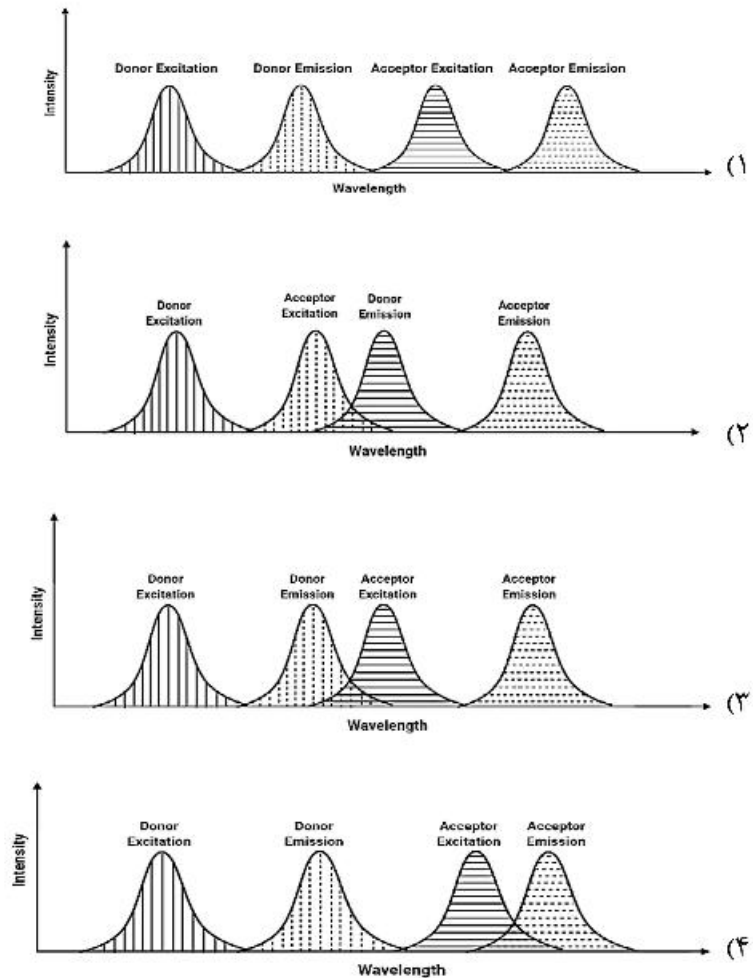 Intensity
Donor Excitation Donor Emission Acceptor Excitation Acceptor Emission
Wavelength
(۱
Intensity
Donor
Excitation
Acceptor
Excitation
Donor
Emission
Acceptor
Emission
Wavelength
(۲
Intensity
Donor
Excitation
Donor
Emission
Acceptor
Excitation
Acceptor
Emission
Wavelength
(۳
Intensity
Donor
Excitation
Donor
Emission
Acceptor
Excitation
Acceptor
Emission
Wavelength
(۴